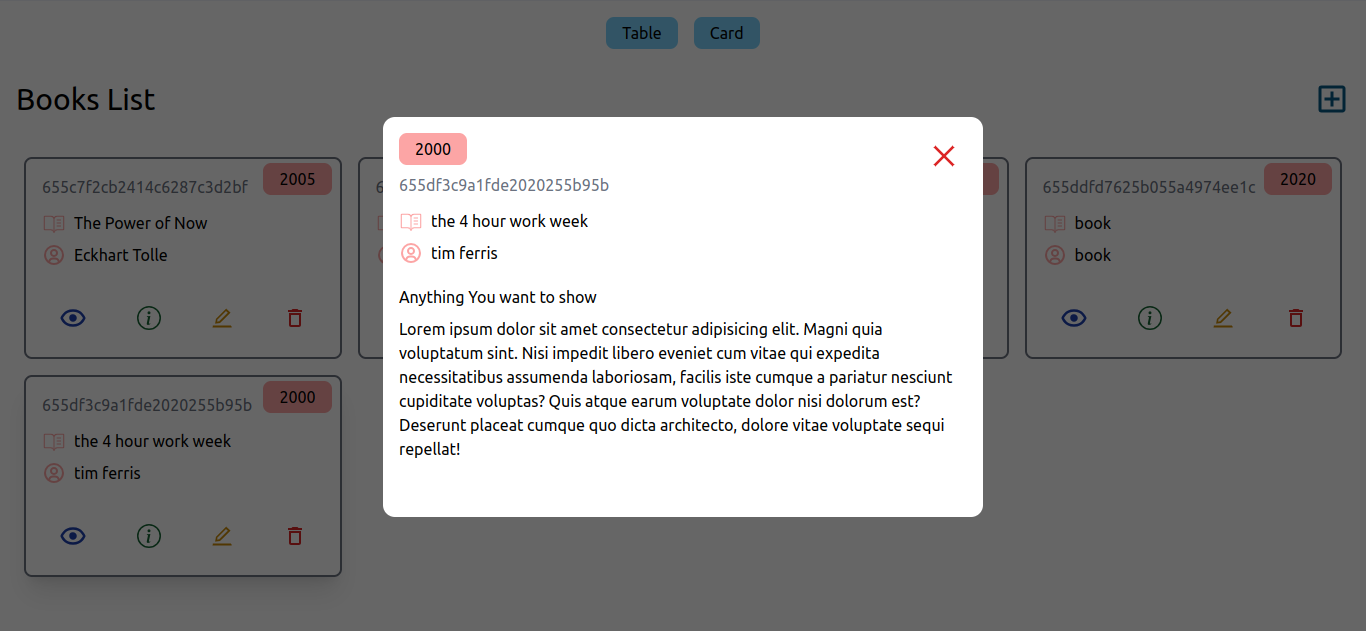 Table
Card
Books List
655c7f2cb2414c6287c3d2bf
2005
The Power of Now
Eckhart Tolle
6
2000
655df3c9a1fde2020255b95b
the 4 hour work week
tim ferris
Anything You want to show
Lorem ipsum dolor sit amet consectetur adipisicing elit. Magni quia
voluptatum sint. Nisi impedit libero eveniet cum vitae qui expedita
necessitatibus assumenda laboriosam, facilis iste cumque a pariatur nesciunt
cupiditate voluptas? Quis atque earum voluptate dolor nisi dolorum est?
Deserunt placeat cumque quo dicta architecto, dolore vitae voluptate sequi
repellat!
655ddfd7625b055a4974ee1c
2020
book
book
655df3c9a1fde2020255b95b
2000
the 4 hour work week
tim ferris